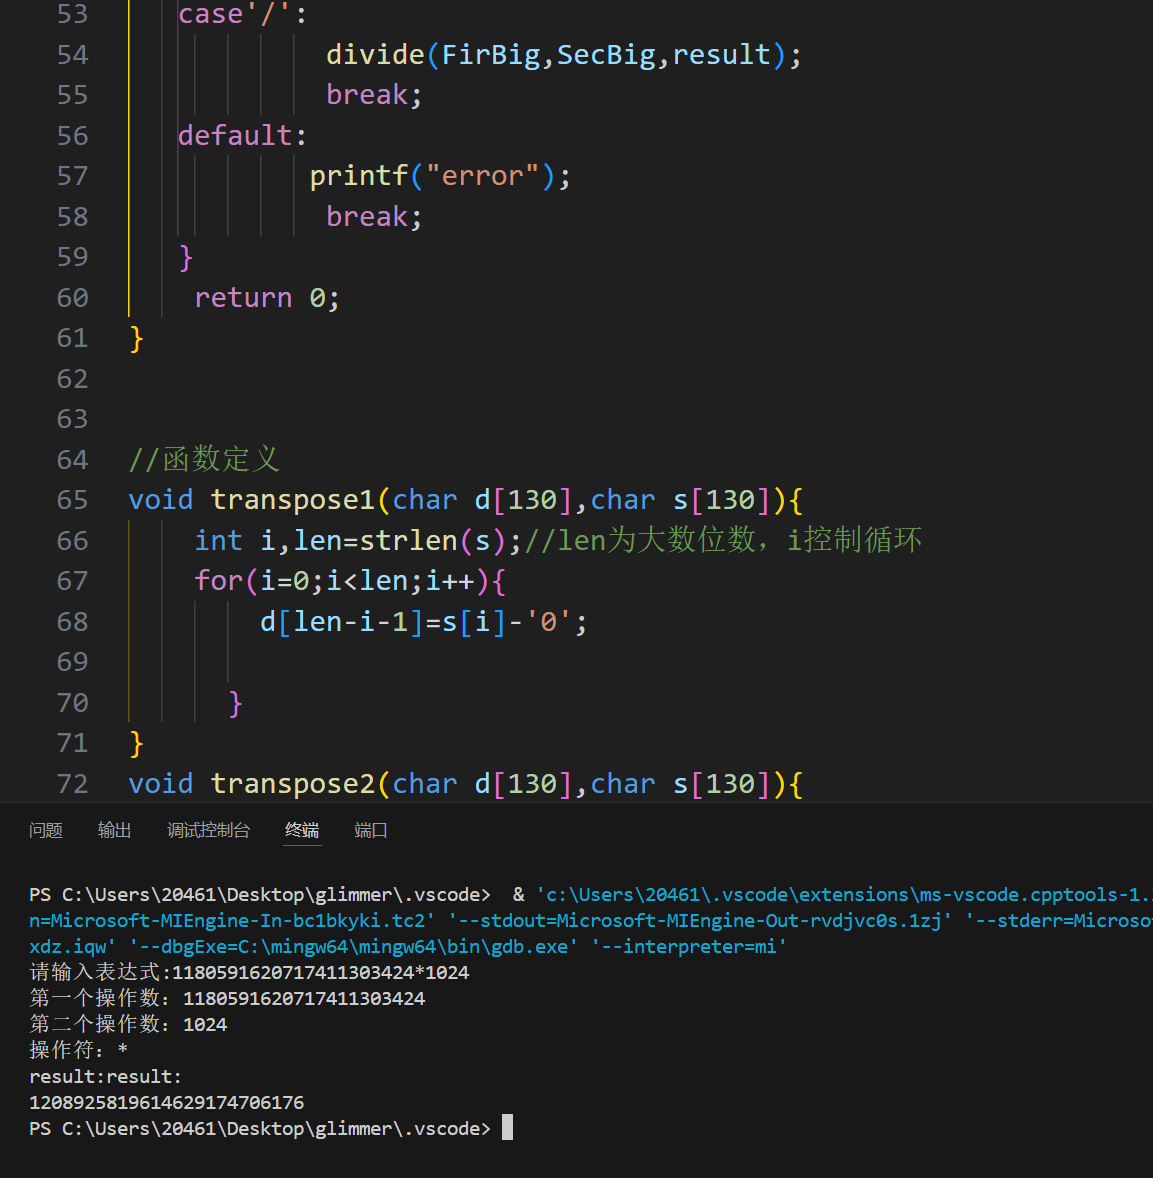 53 case'/':
54 divide(FirBig,SecBig,result);
55 break;
56 default:
57 printf("error");
58 break;
59 }
60 return 0;
61 }
62
63
64 //函数定义
65 void transpose1(char d[130],char s[130]){
66 int i,len=strlen(s);//len为大数位数，i控制循环
67 for(i=0;i<len;i++){
68 d[len-i-1]=s[i]-'0';
69
70 }
71 }
72 void transpose2(char d[130],char s[130]){
问题 输出 调试控制台 终端 端口
PS C:\Users\20461\Desktop\glimmer\.vscode>  & 'c:\Users\20461\.vscode\extensions\ms-vscode.cpptools-1.
n=Microsoft-MIEngine-In-bc1bkyki.tc2' '--stdout=Microsoft-MIEngine-Out-rvdjvc0s.1zj' '--stderr=Microso
xdz.iqw' '--dbgExe=C:\mingw64\mingw64\bin\gdb.exe' '--interpreter=mi'
请输入表达式:1180591620717411303424*1024
第一个操作数：1180591620717411303424
第二个操作数：1024
操作符：*
result:result:
1208925819614629174706176
PS C:\Users\20461\Desktop\glimmer\.vscode>